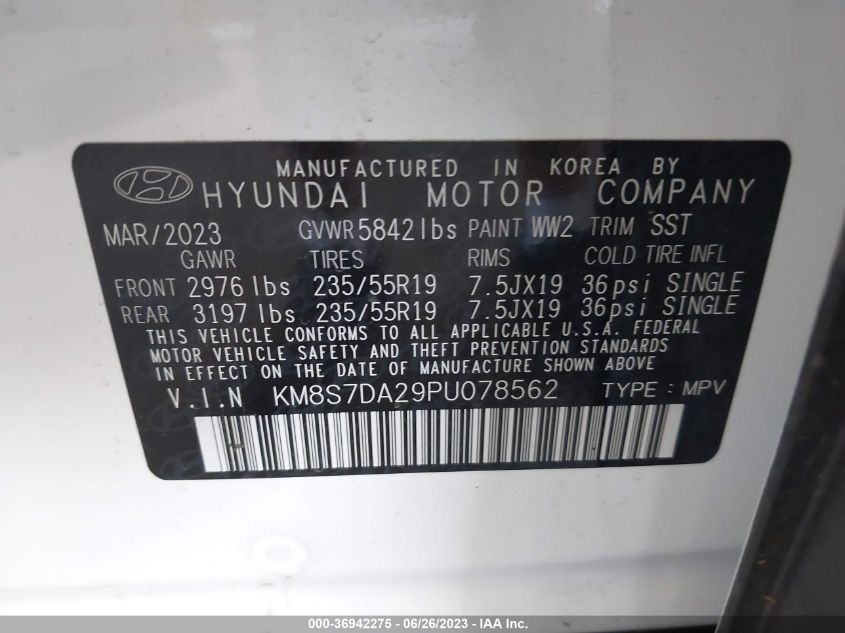 MANUFACTURED IN KOREA BY
HYUNDAI MOTOR COMPANY
MAR/2023 GVWR 5842 lbs PAINT WW2 TRIM SST
GAWR TIRES RIMS COLD TIRE INFL
FRONT 2976 lbs 235/55R19 7.5JX19 36psi SINGLE
REAR 3197 lbs 235/55R19 7.5JX19 36psi SINGLE
THIS VEHICLE CONFORMS TO ALL APPLICABLE U.S.A. FEDERAL
MOTOR VEHICLE SAFETY AND THEFT PREVENTION STANDARDS
IN EFFECT ON THE DATE OF MANUFACTURE SHOWN ABOVE
V.I.N KM8S7DA29PU078562 TYPE : MPV
000-36942275 - 06/26/2023 - IAA Inc.